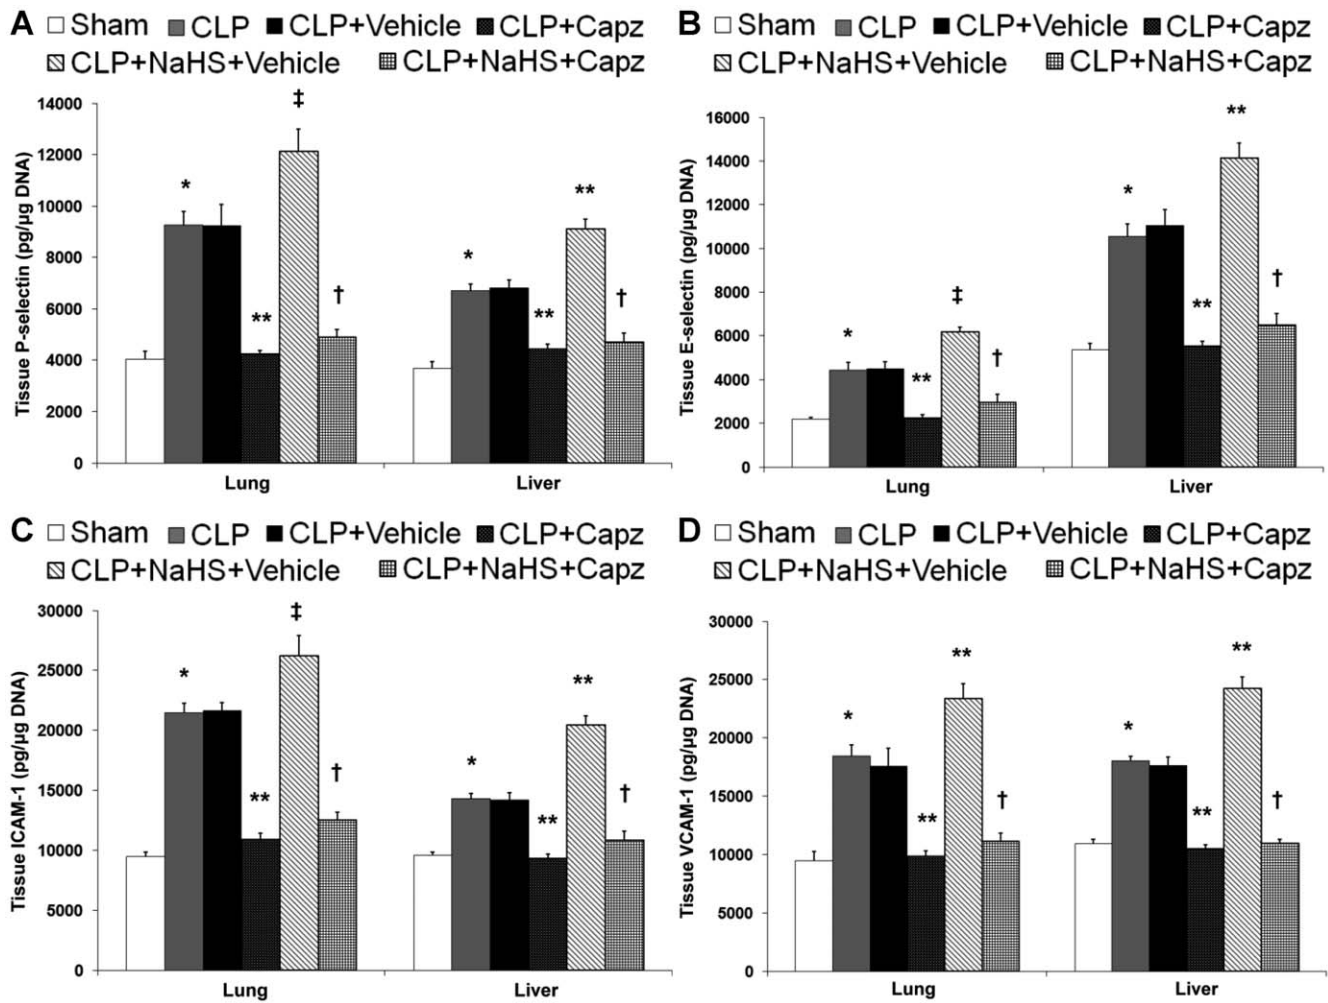 A Sham CLP CLP+Vehicle CLP+Capz
CLP+NaHS+Vehicle CLP+NaHS+Capz
Tissue P-selectin (pg/µg DNA)
14000
12000
10000
8000
6000
4000
2000
0
* ** ‡ † * ** ** †
Lung Liver
B Sham CLP CLP+Vehicle CLP+Capz
CLP+NaHS+Vehicle CLP+NaHS+Capz
Tissue E-selectin (pg/µg DNA)
16000
14000
12000
10000
8000
6000
4000
2000
0
* ** ‡ † * ** ** †
Lung Liver
C Sham CLP CLP+Vehicle CLP+Capz
CLP+NaHS+Vehicle CLP+NaHS+Capz
Tissue ICAM-1 (pg/µg DNA)
30000
25000
20000
15000
10000
5000
0
* ** ‡ † * ** ** †
Lung Liver
D Sham CLP CLP+Vehicle CLP+Capz
CLP+NaHS+Vehicle CLP+NaHS+Capz
Tissue VCAM-1 (pg/µg DNA)
30000
25000
20000
15000
10000
5000
0
* ** ** † * ** ** †
Lung Liver